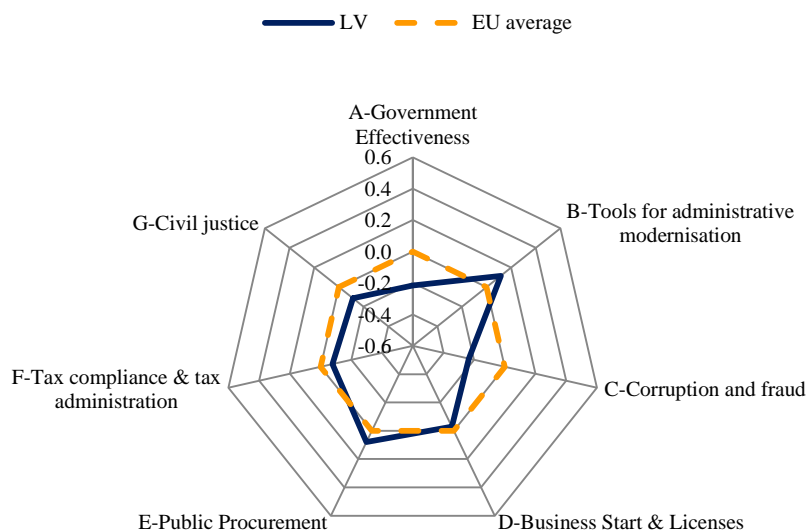 LV EU average
A-Government
Effectiveness
0.6
0.4
0.2
0.0
-0.2
-0.4
-0.6
B-Tools for administrative
modernisation
C-Corruption and fraud
D-Business Start & Licenses
E-Public Procurement
F-Tax compliance & tax
administration
G-Civil justice